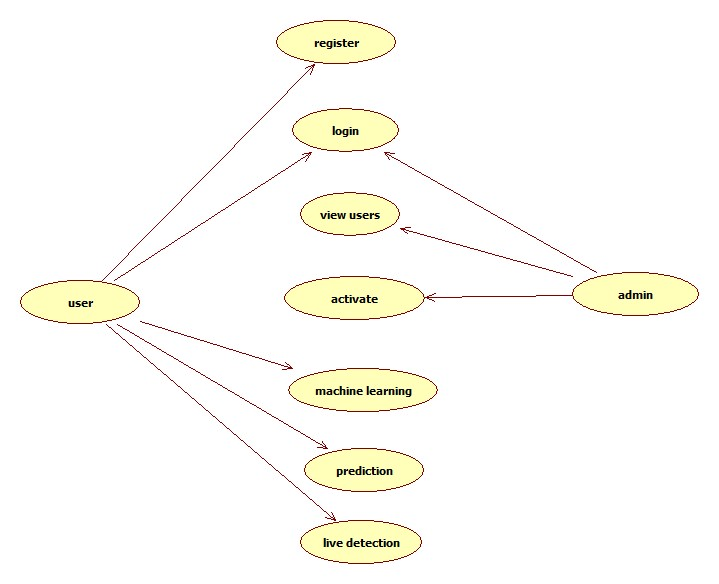 register
login
view users
user
activate
admin
machine learning
prediction
live detection